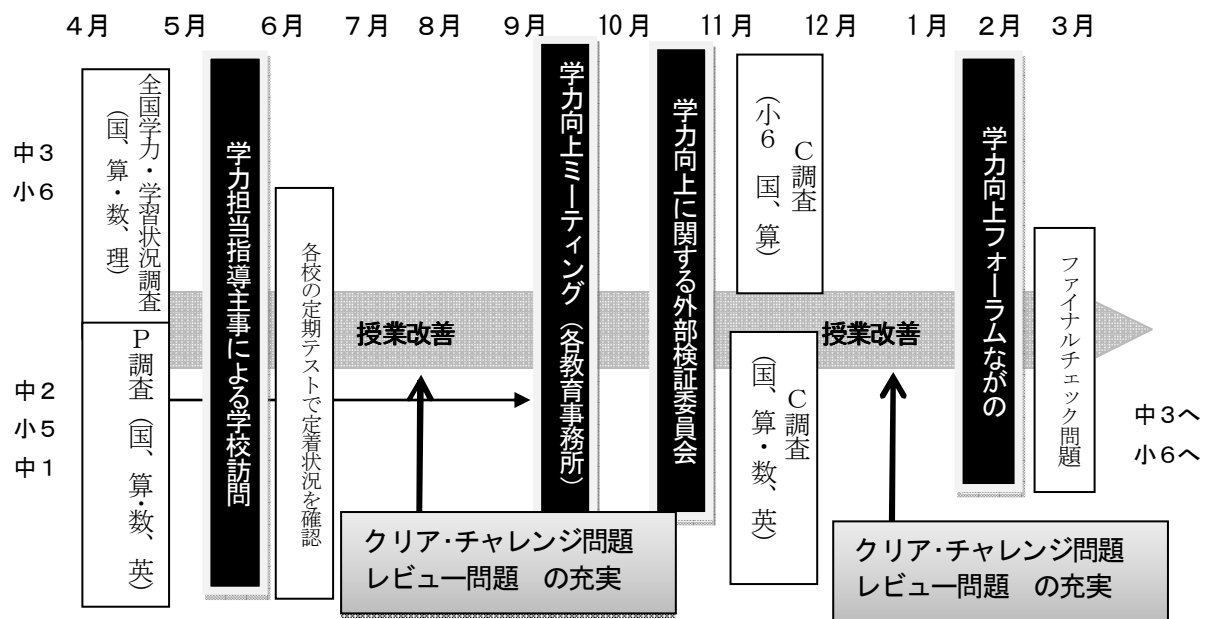 4月 5月 6月 7月 8月 9月 10月 11月 12月 1月 2月 3月
中3
小6
全国学力・学習状況調査
(国、算・数、理)
中2
小5
中1
P調査（国、算・数、英）
学力担当指導主事による学校訪問
各校の定期テストで定着状況を確認
授業改善
クリア・チャレンジ問題
レビュー問題　の充実
学力向上ミーティング（各教育事務所）
学力向上に関する外部検証委員会
C調査
(小6　国、算)
C調査
(国、算・数、英)
授業改善
クリア・チャレンジ問題
レビュー問題　の充実
学力向上フォーラムながの
ファイナルチェック問題
中3へ
小6へ